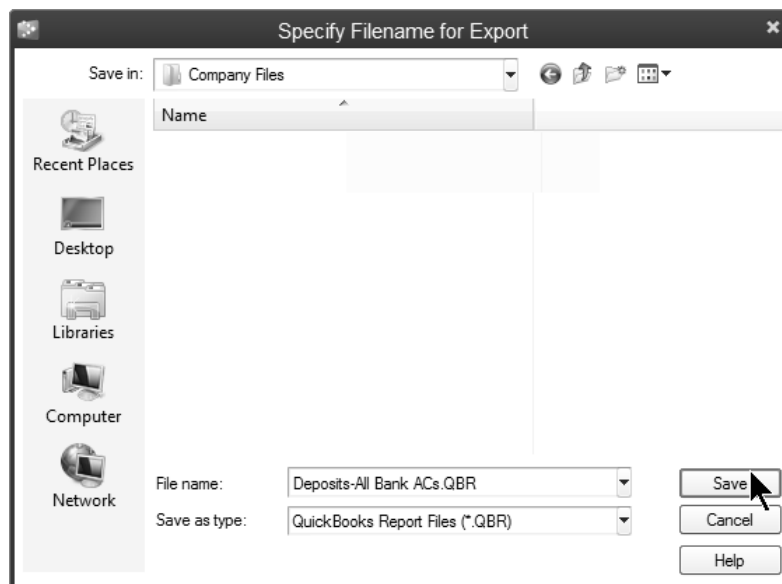 Specify Filename for Export
Save in: Company Files
Name
Recent Places
Desktop
Libraries
Computer
Network
File name: Deposits-All Bank ACs.QBR
Save as type: QuickBooks Report Files (*.QBR)
Save
Cancel
Help